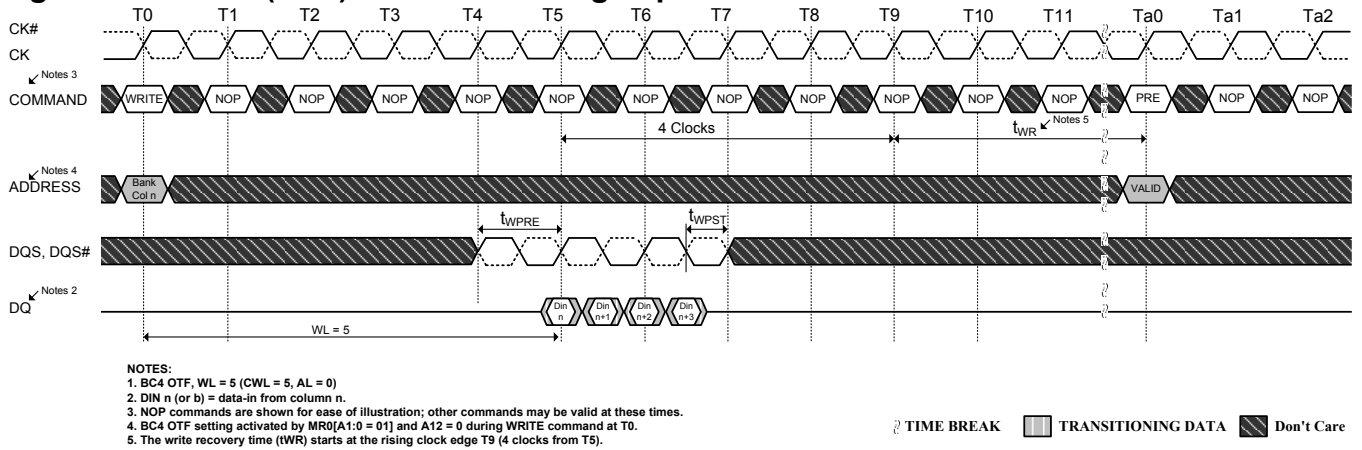 T0 T1 T2 T3 T4 T5 T6 T7 T8 T9 T10 T11 Ta0 Ta1 Ta2
CK#
CK
Notes 3
COMMAND WRITE NOP NOP NOP NOP NOP NOP NOP NOP NOP NOP NOP PRE NOP NOP
4 Clocks tWR Notes 5
Notes 4
ADDRESS Bank Col n VALID
tWPRE tWPST
DQS, DQS#
Notes 2
DQ Din n Din n+1 Din n+2 Din n+3
WL = 5
NOTES:
1. BC4 OTF, WL = 5 (CWL = 5, AL = 0)
2. DIN n (or b) = data-in from column n.
3. NOP commands are shown for ease of illustration; other commands may be valid at these times.
4. BC4 OTF setting activated by MR0[A1:0 = 01] and A12 = 0 during WRITE command at T0.
5. The write recovery time (tWR) starts at the rising clock edge T9 (4 clocks from T5).
TIME BREAK TRANSITIONING DATA Don't Care